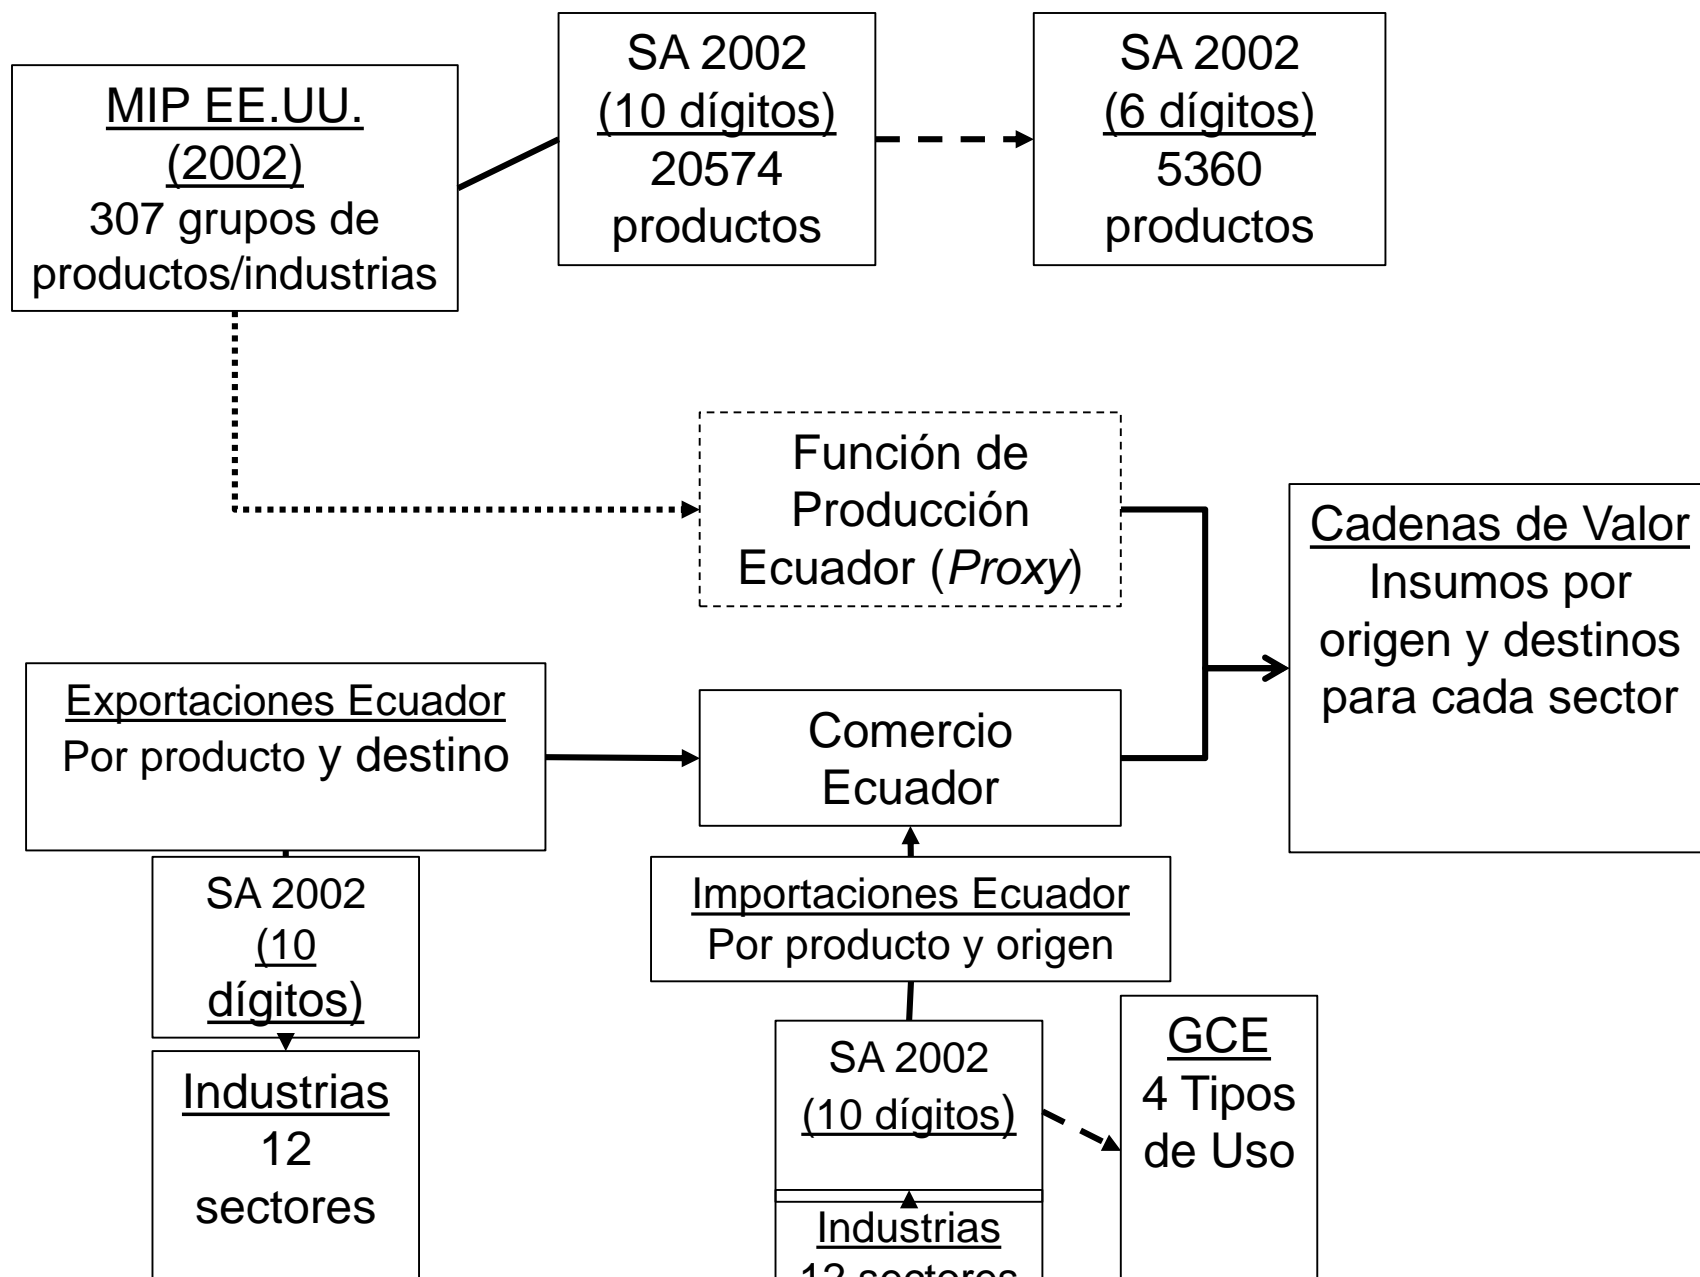 MIP EE.UU.
(2002)
307 grupos de
productos/industrias
SA 2002
(10 dígitos)
20574
productos
SA 2002
(6 dígitos)
5360
productos
Función de
Producción
Ecuador (Proxy)
Cadenas de Valor
Insumos por
origen y destinos
para cada sector
Exportaciones Ecuador
Por producto y destino
Comercio
Ecuador
SA 2002
(10
dígitos)
Importaciones Ecuador
Por producto y origen
Industrias
12
sectores
SA 2002
(10 dígitos)
GCE
4 Tipos
de Uso
Industrias
12 sectores